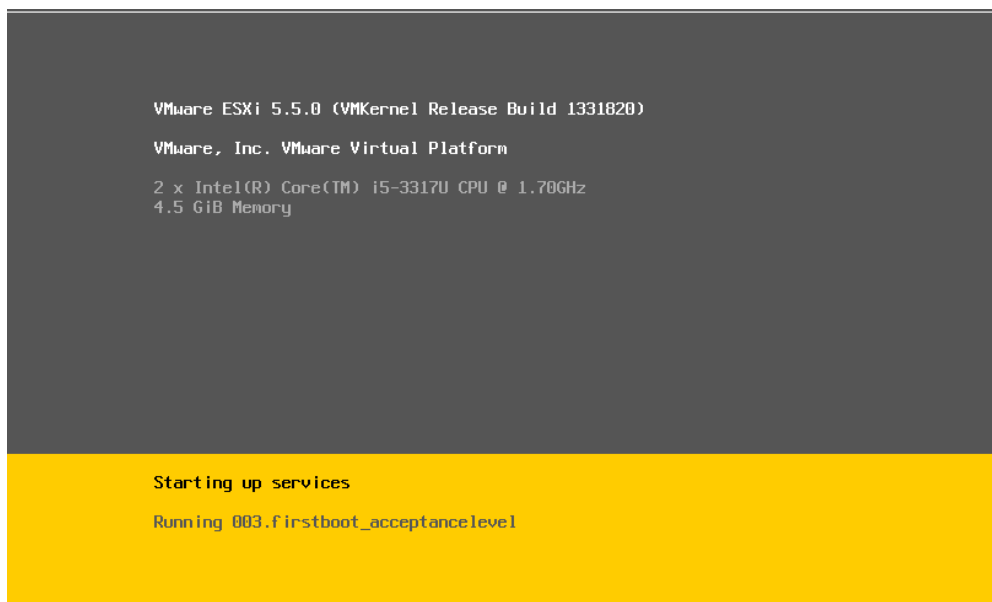 VMware ESXi 5.5.0 (VMKernel Release Build 1331820)
VMware, Inc. VMware Virtual Platform
2 x Intel(R) Core(TM) i5-3317U CPU @ 1.70GHz
4.5 GiB Memory
Starting up services
Running 003.firstboot_acceptancelevel